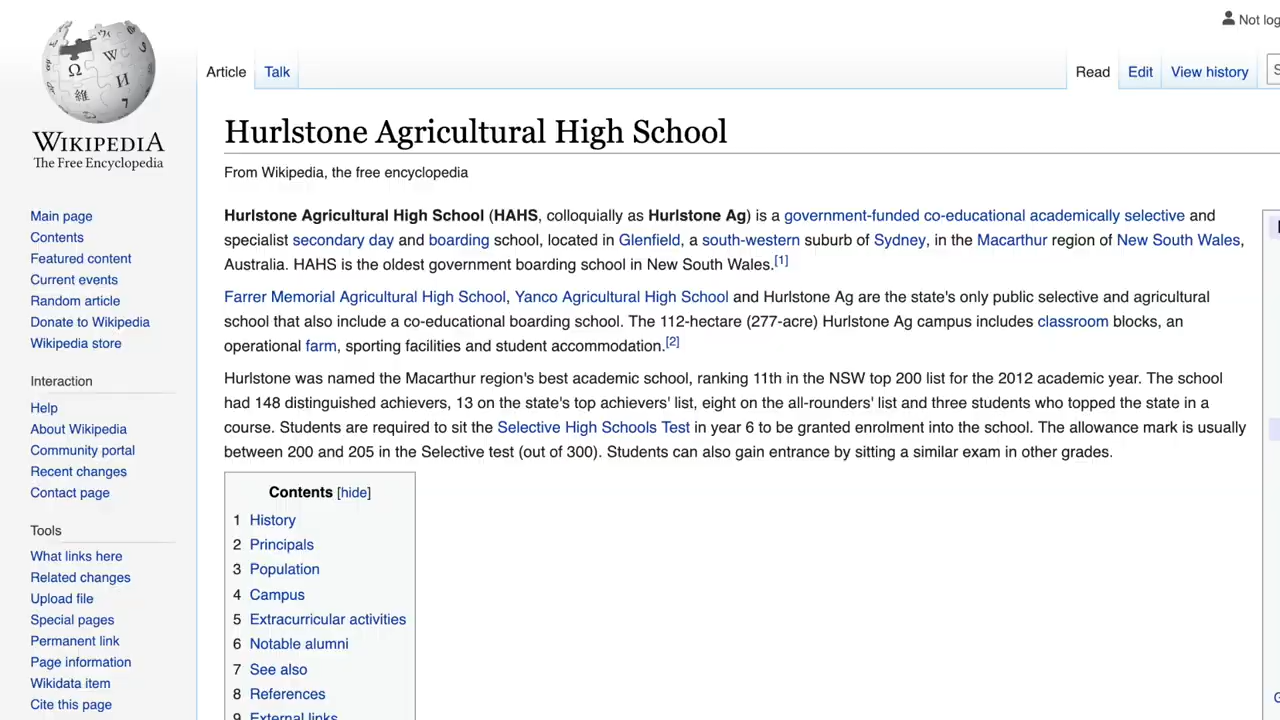 Not log
WIKIPEDIA
The Free Encyclopedia
Article
Talk
Read
Edit
View history
S
Hurlstone Agricultural High School
From Wikipedia, the free encyclopedia
Main page
Contents
Featured content
Current events
Random article
Donate to Wikipedia
Wikipedia store
Interaction
Help
About Wikipedia
Community portal
Recent changes
Contact page
Tools
What links here
Related changes
Upload file
Special pages
Permanent link
Page information
Wikidata item
Cite this page
Hurlstone Agricultural High School (HAHS, colloquially as Hurlstone Ag) is a government-funded co-educational academically selective and
specialist secondary day and boarding school, located in Glenfield, a south-western suburb of Sydney, in the Macarthur region of New South Wales,
Australia. HAHS is the oldest government boarding school in New South Wales.[1]
Farrer Memorial Agricultural High School, Yanco Agricultural High School and Hurlstone Ag are the state's only public selective and agricultural
school that also include a co-educational boarding school. The 112-hectare (277-acre) Hurlstone Ag campus includes classroom blocks, an
operational farm, sporting facilities and student accommodation.[2]
Hurlstone was named the Macarthur region's best academic school, ranking 11th in the NSW top 200 list for the 2012 academic year. The school
had 148 distinguished achievers, 13 on the state's top achievers' list, eight on the all-rounders' list and three students who topped the state in a
course. Students are required to sit the Selective High Schools Test in year 6 to be granted enrolment into the school. The allowance mark is usually
between 200 and 205 in the Selective test (out of 300). Students can also gain entrance by sitting a similar exam in other grades.
Contents [hide]
1 History
2 Principals
3 Population
4 Campus
5 Extracurricular activities
6 Notable alumni
7 See also
8 References
9 External links